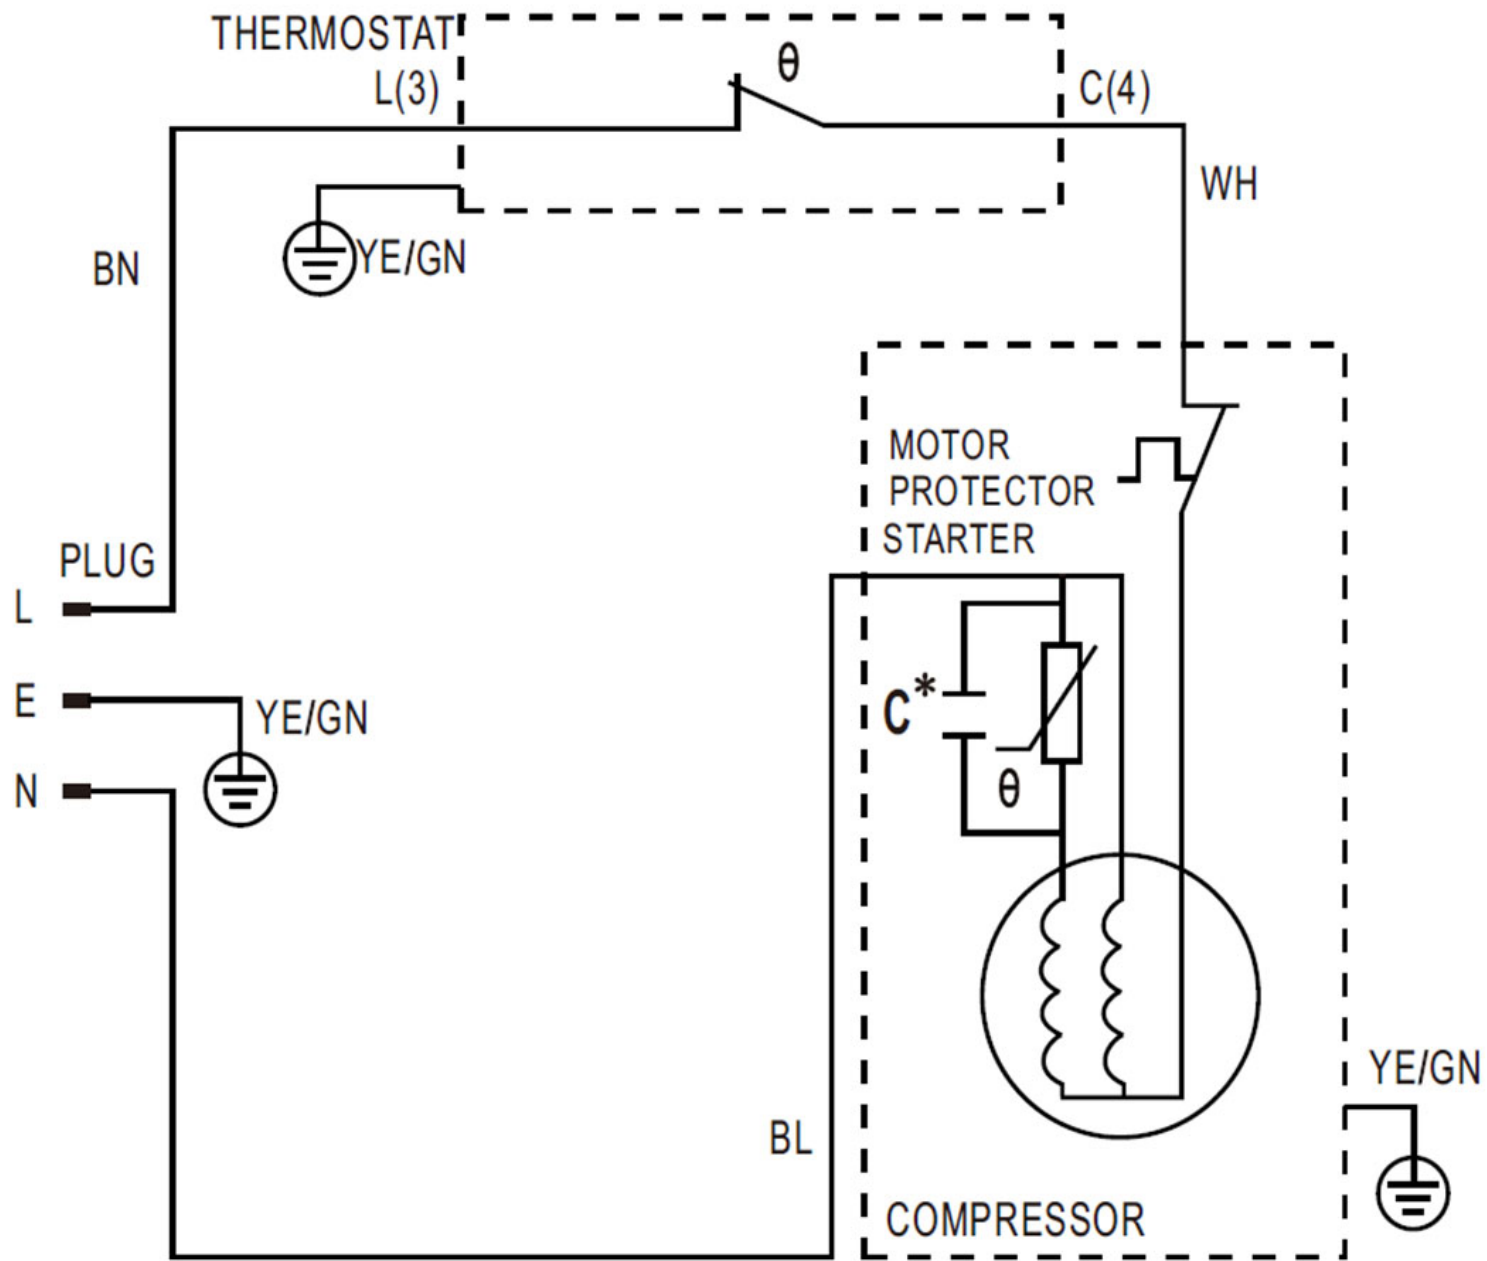 THERMOSTAT
θ
L(3)
C(4)
WH
YE/GN
BN
MOTOR
PROTECTOR
STARTER
PLUG
L
E
YE/GN
C*
N
θ
YE/GN
BL
COMPRESSOR